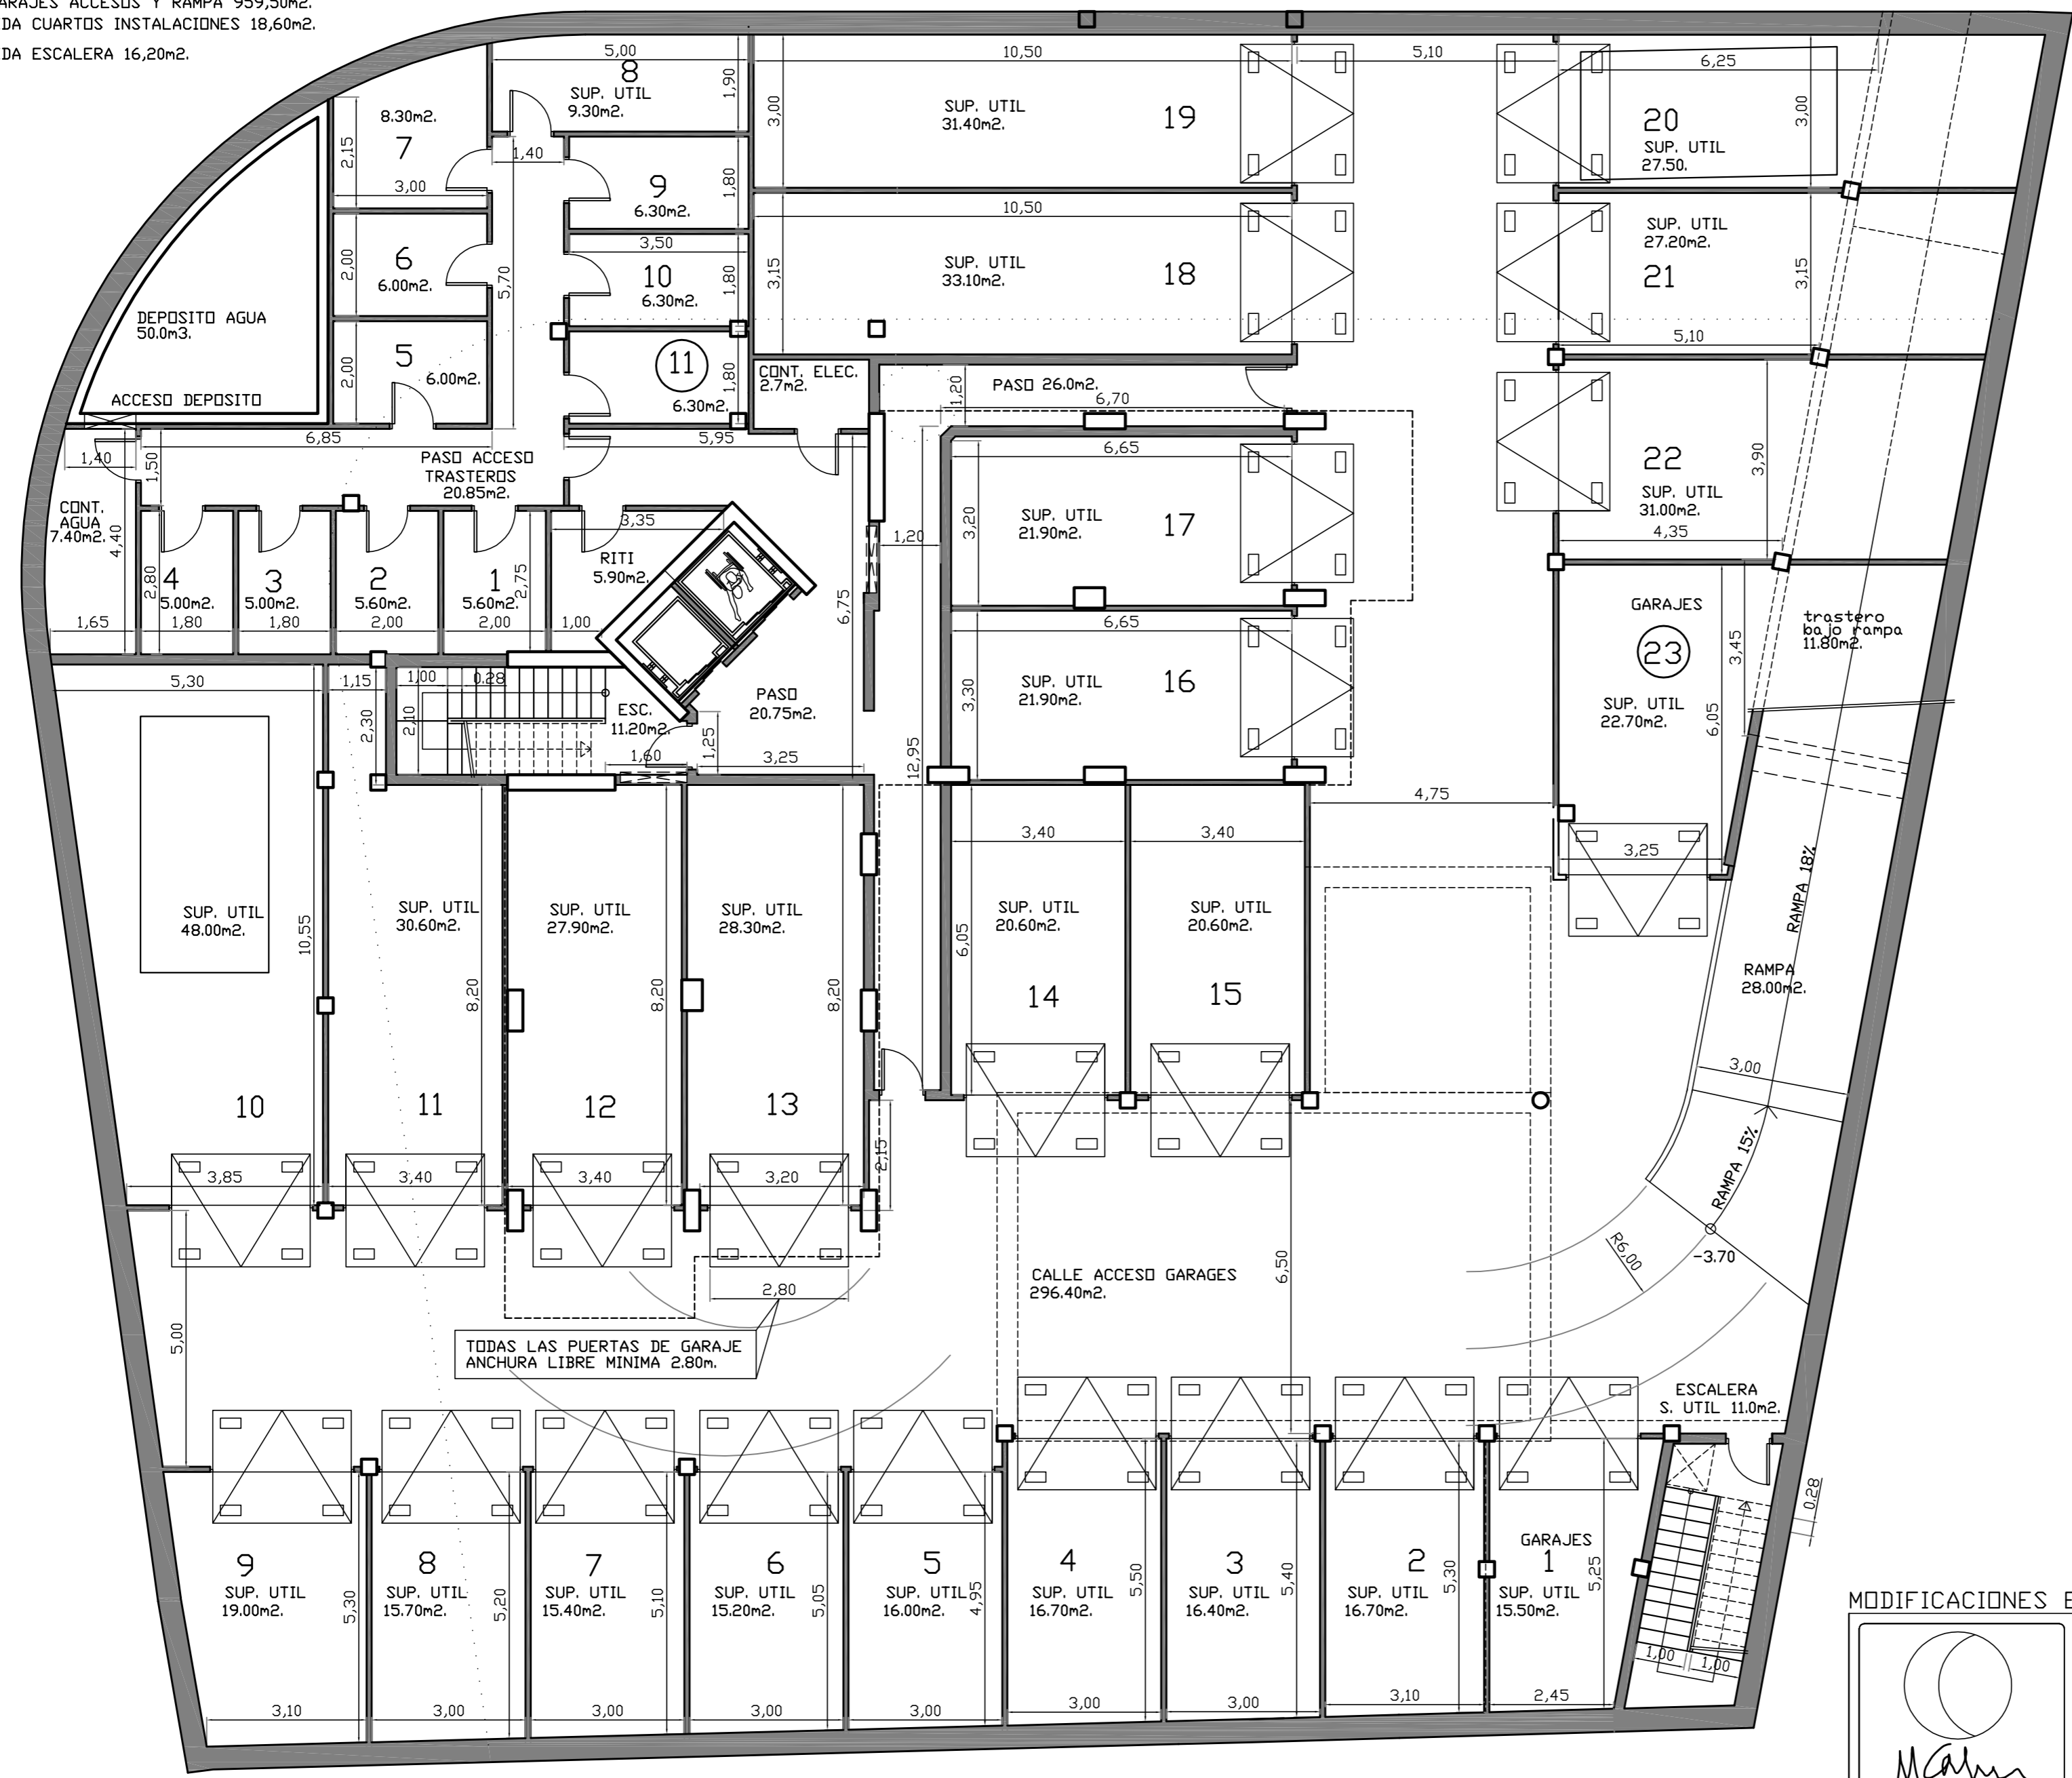 ARAJES ACCESOS Y RAMPA 959,50m2.
DA CUARTOS INSTALACIONES 18,60m2.
DA ESCALERA 16,20m2.
5,00
8
SUP. UTIL
9.30m2.
1,90
10,50
5,10
6,25
8.30m2.
7
2,15
3,00
1,40
3,00
SUP. UTIL
31.40m2.
19
20
SUP. UTIL
27.50.
3,00
9
6.30m2.
1,80
10,50
6
6.00m2.
2,00
5,70
3,50
10
6.30m2.
1,80
3,15
SUP. UTIL
33.10m2.
18
SUP. UTIL
27.20m2.
21
3,15
5,10
DEPOSITO AGUA
50.0m3.
5
6.00m2.
2,00
11
6.30m2.
1,80
CONT. ELEC.
2.7m2.
1,20
PASO 26.0m2.
6,70
ACCESO DEPOSITO
6,85
5,95
6,65
1,40
1,50
PASO ACCESO
TRASTEROS
20.85m2.
22
SUP. UTIL
31.00m2.
3,90
4,35
CONT.
AGUA
7.40m2.
4,40
3,35
1,20
3,20
SUP. UTIL
21.90m2.
17
RITI
5.90m2.
4
5.00m2.
2,80
3
5.00m2.
2
5.60m2.
1
5.60m2.
2,75
6,75
1,65
1,80
1,80
2,00
2,00
1,00
6,65
GARAJES
23
SUP. UTIL
22.70m2.
3,45
6,05
trastero
bajo rampa
11.80m2.
3,30
SUP. UTIL
21.90m2.
16
5,30
1,15
1,00
0.28
2,30
2,10
ESC.
11.20m2.
PASO
20.75m2.
1,25
1,60
3,25
12,95
4,75
3,40
3,40
3,25
RAMPA 18%
SUP. UTIL
48.00m2.
10,55
SUP. UTIL
30.60m2.
8,20
SUP. UTIL
27.90m2.
8,20
SUP. UTIL
28.30m2.
8,20
6,05
SUP. UTIL
20.60m2.
14
SUP. UTIL
20.60m2.
15
RAMPA
28.00m2.
3,00
10
11
12
13
2,15
RAMPA 15%
3,85
3,40
3,40
3,20
R6,00
-3.70
CALLE ACCESO GARAGES
296.40m2.
6,50
2,80
5,00
TODAS LAS PUERTAS DE GARAJE
ANCHURA LIBRE MINIMA 2.80m.
ESCALERA
S. UTIL 11.0m2.
0.28
9
SUP. UTIL
19.00m2.
5,30
8
SUP. UTIL
15.70m2.
5,20
7
SUP. UTIL
15.40m2.
5,10
6
SUP. UTIL
15.20m2.
5,05
5
SUP. UTIL
16.00m2.
4,95
4
SUP. UTIL
16.70m2.
5,50
3
SUP. UTIL
16.40m2.
5,40
2
SUP. UTIL
16.70m2.
5,30
GARAJES
1
SUP. UTIL
15.50m2.
5,25
1,00
1,00
3,10
3,00
3,00
3,00
3,00
3,00
3,00
3,10
2,45
MODIFICACIONES